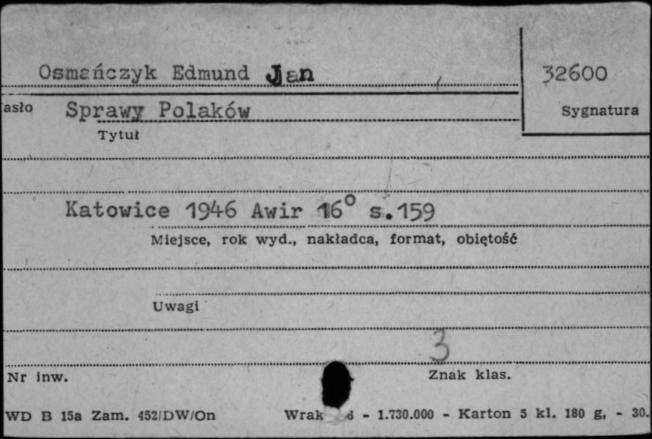 Osmańczyk Edmund Jan
32600
asło
Sprawy Polaków
Sygnatura
Tytuł
Katowice 1946 Awir 16° s.159
Miejsce, rok wyd., nakładca, format, objętość
Uwagi
3
Nr inw.
Znak klas.
WD B 15a Zam. 452/DW/On Wrak - 1.730.000 - Karton 5 kl. 180 g, - 30.